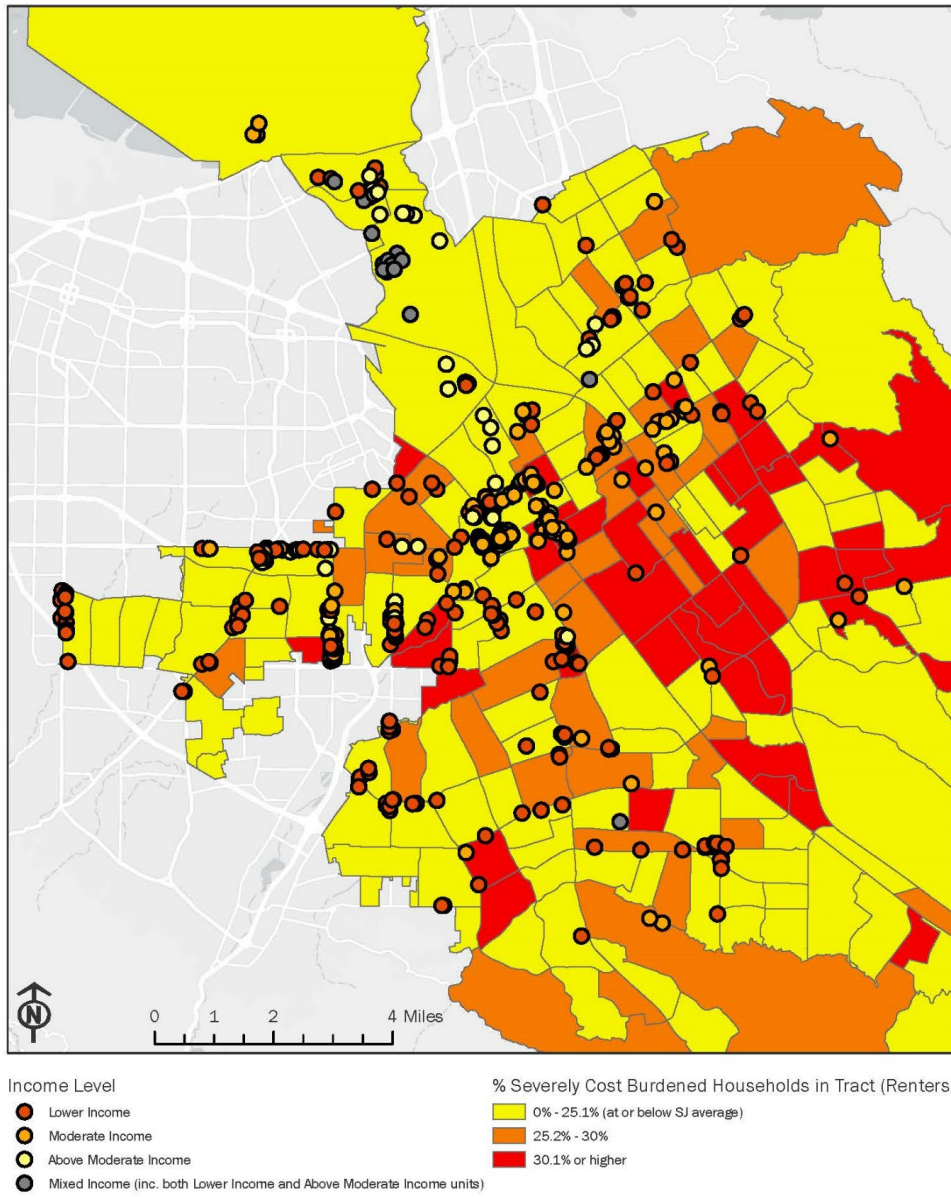 N
0 1 2 4 Miles
Income Level
Lower Income
Moderate Income
Above Moderate Income
Mixed Income (inc. both Lower Income and Above Moderate Income units)
% Severely Cost Burdened Households in Tract (Renters
0% - 25.1% (at or below SJ average)
25.2% - 30%
30.1% or higher